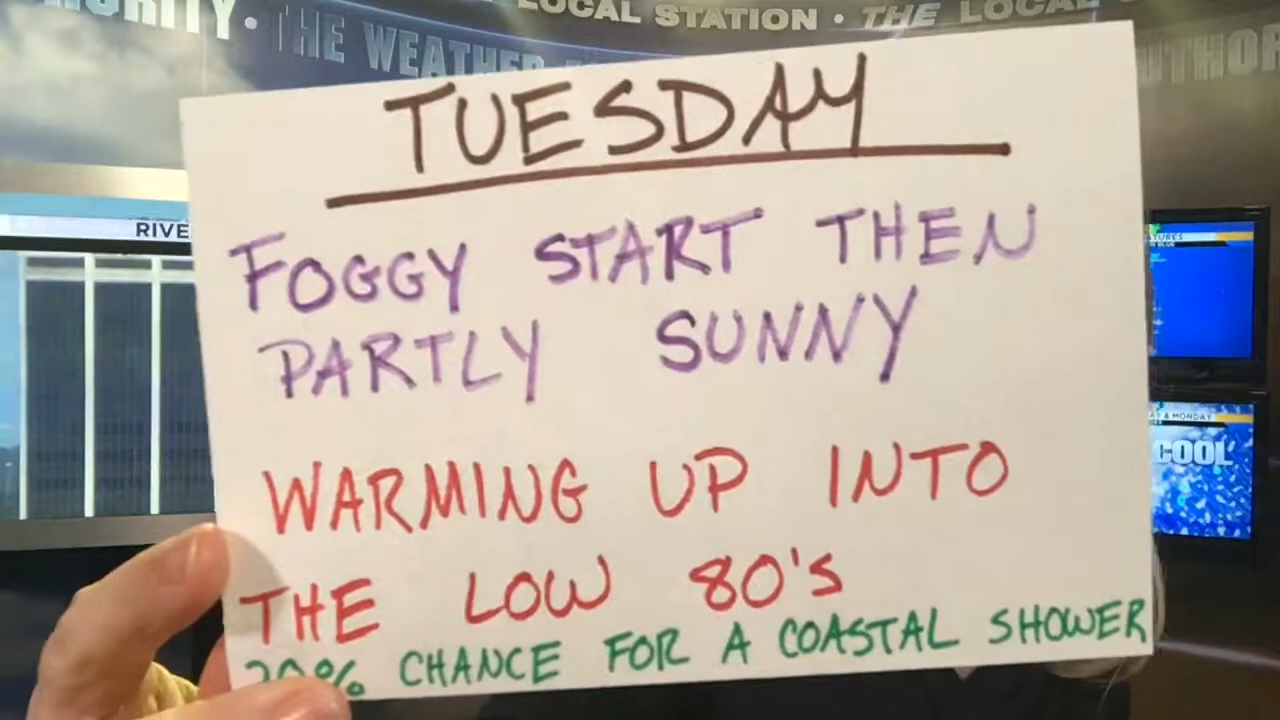 LOCAL STATION • THE LOCAL
THE WEATHER
TUESDAY
RIVE
FOGGY START THEN
PARTLY SUNNY
WARMING UP INTO
THE LOW 80'S
CHANCE FOR A COASTAL SHOWER
& MONDAY
COOL